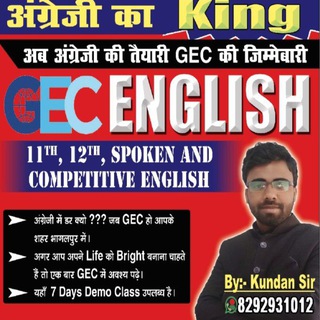 अंग्रेजी का King
अब अंग्रेजी की तैयारी GEC की जिम्मेबारी
GEC ENGLISH
11TH, 12TH, SPOKEN AND
COMPETITIVE ENGLISH
अंग्रेजी में डर क्यो ??? जब GEC हो आपके
शहर भागलपुर में।
अगर आप अपने Life को Bright बनाना चाहते
हैं तो एक बार GEC में अवश्य पढ़े।
यहाँ 7 Days Demo Class उपलब्ध है।
By:- Kundan Sir
8292931012